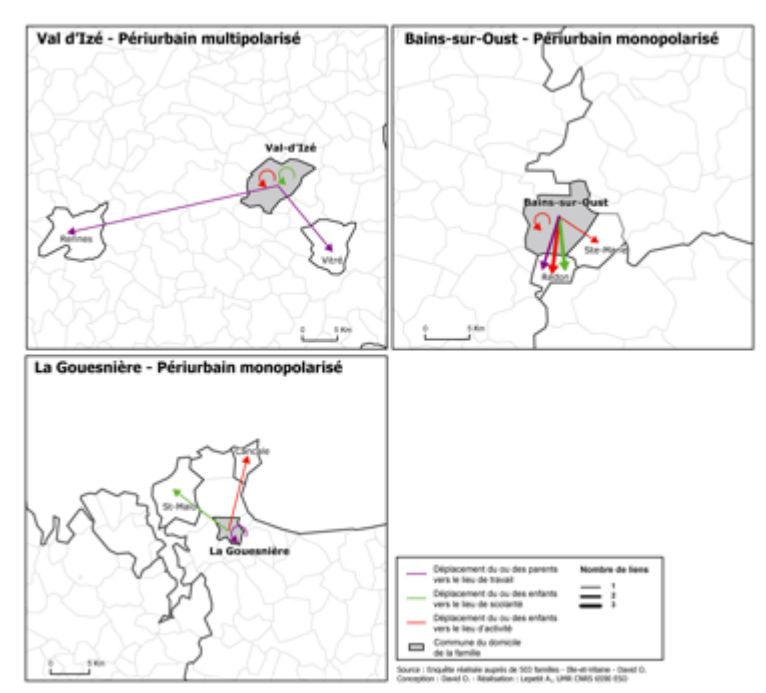 Val d'Izé - Périurbain multipolarisé
Val-d'Izé
Rennes
Vitré
0 5 Km
Bains-sur-Oust - Périurbain monopolarisé
Bains-sur-Oust
Ste-Marie
Redon
0 5 Km
La Gouesnière - Périurbain monopolarisé
Cancale
St-Malo
La Gouesnière
0 5 Km
Déplacement du ou des parents
vers le lieu de travail
Déplacement du ou des enfants
vers le lieu de scolarité
Déplacement du ou des enfants
vers le lieu d'activité
Commune du domicile
de la famille
Nombre de liens
1
2
3
Source : Enquête réalisée auprès de 503 familles - Ille-et-Vilaine - David O.
Conception : David O. - Réalisation : Lepetit A., UMR CNRS 6590 ESO